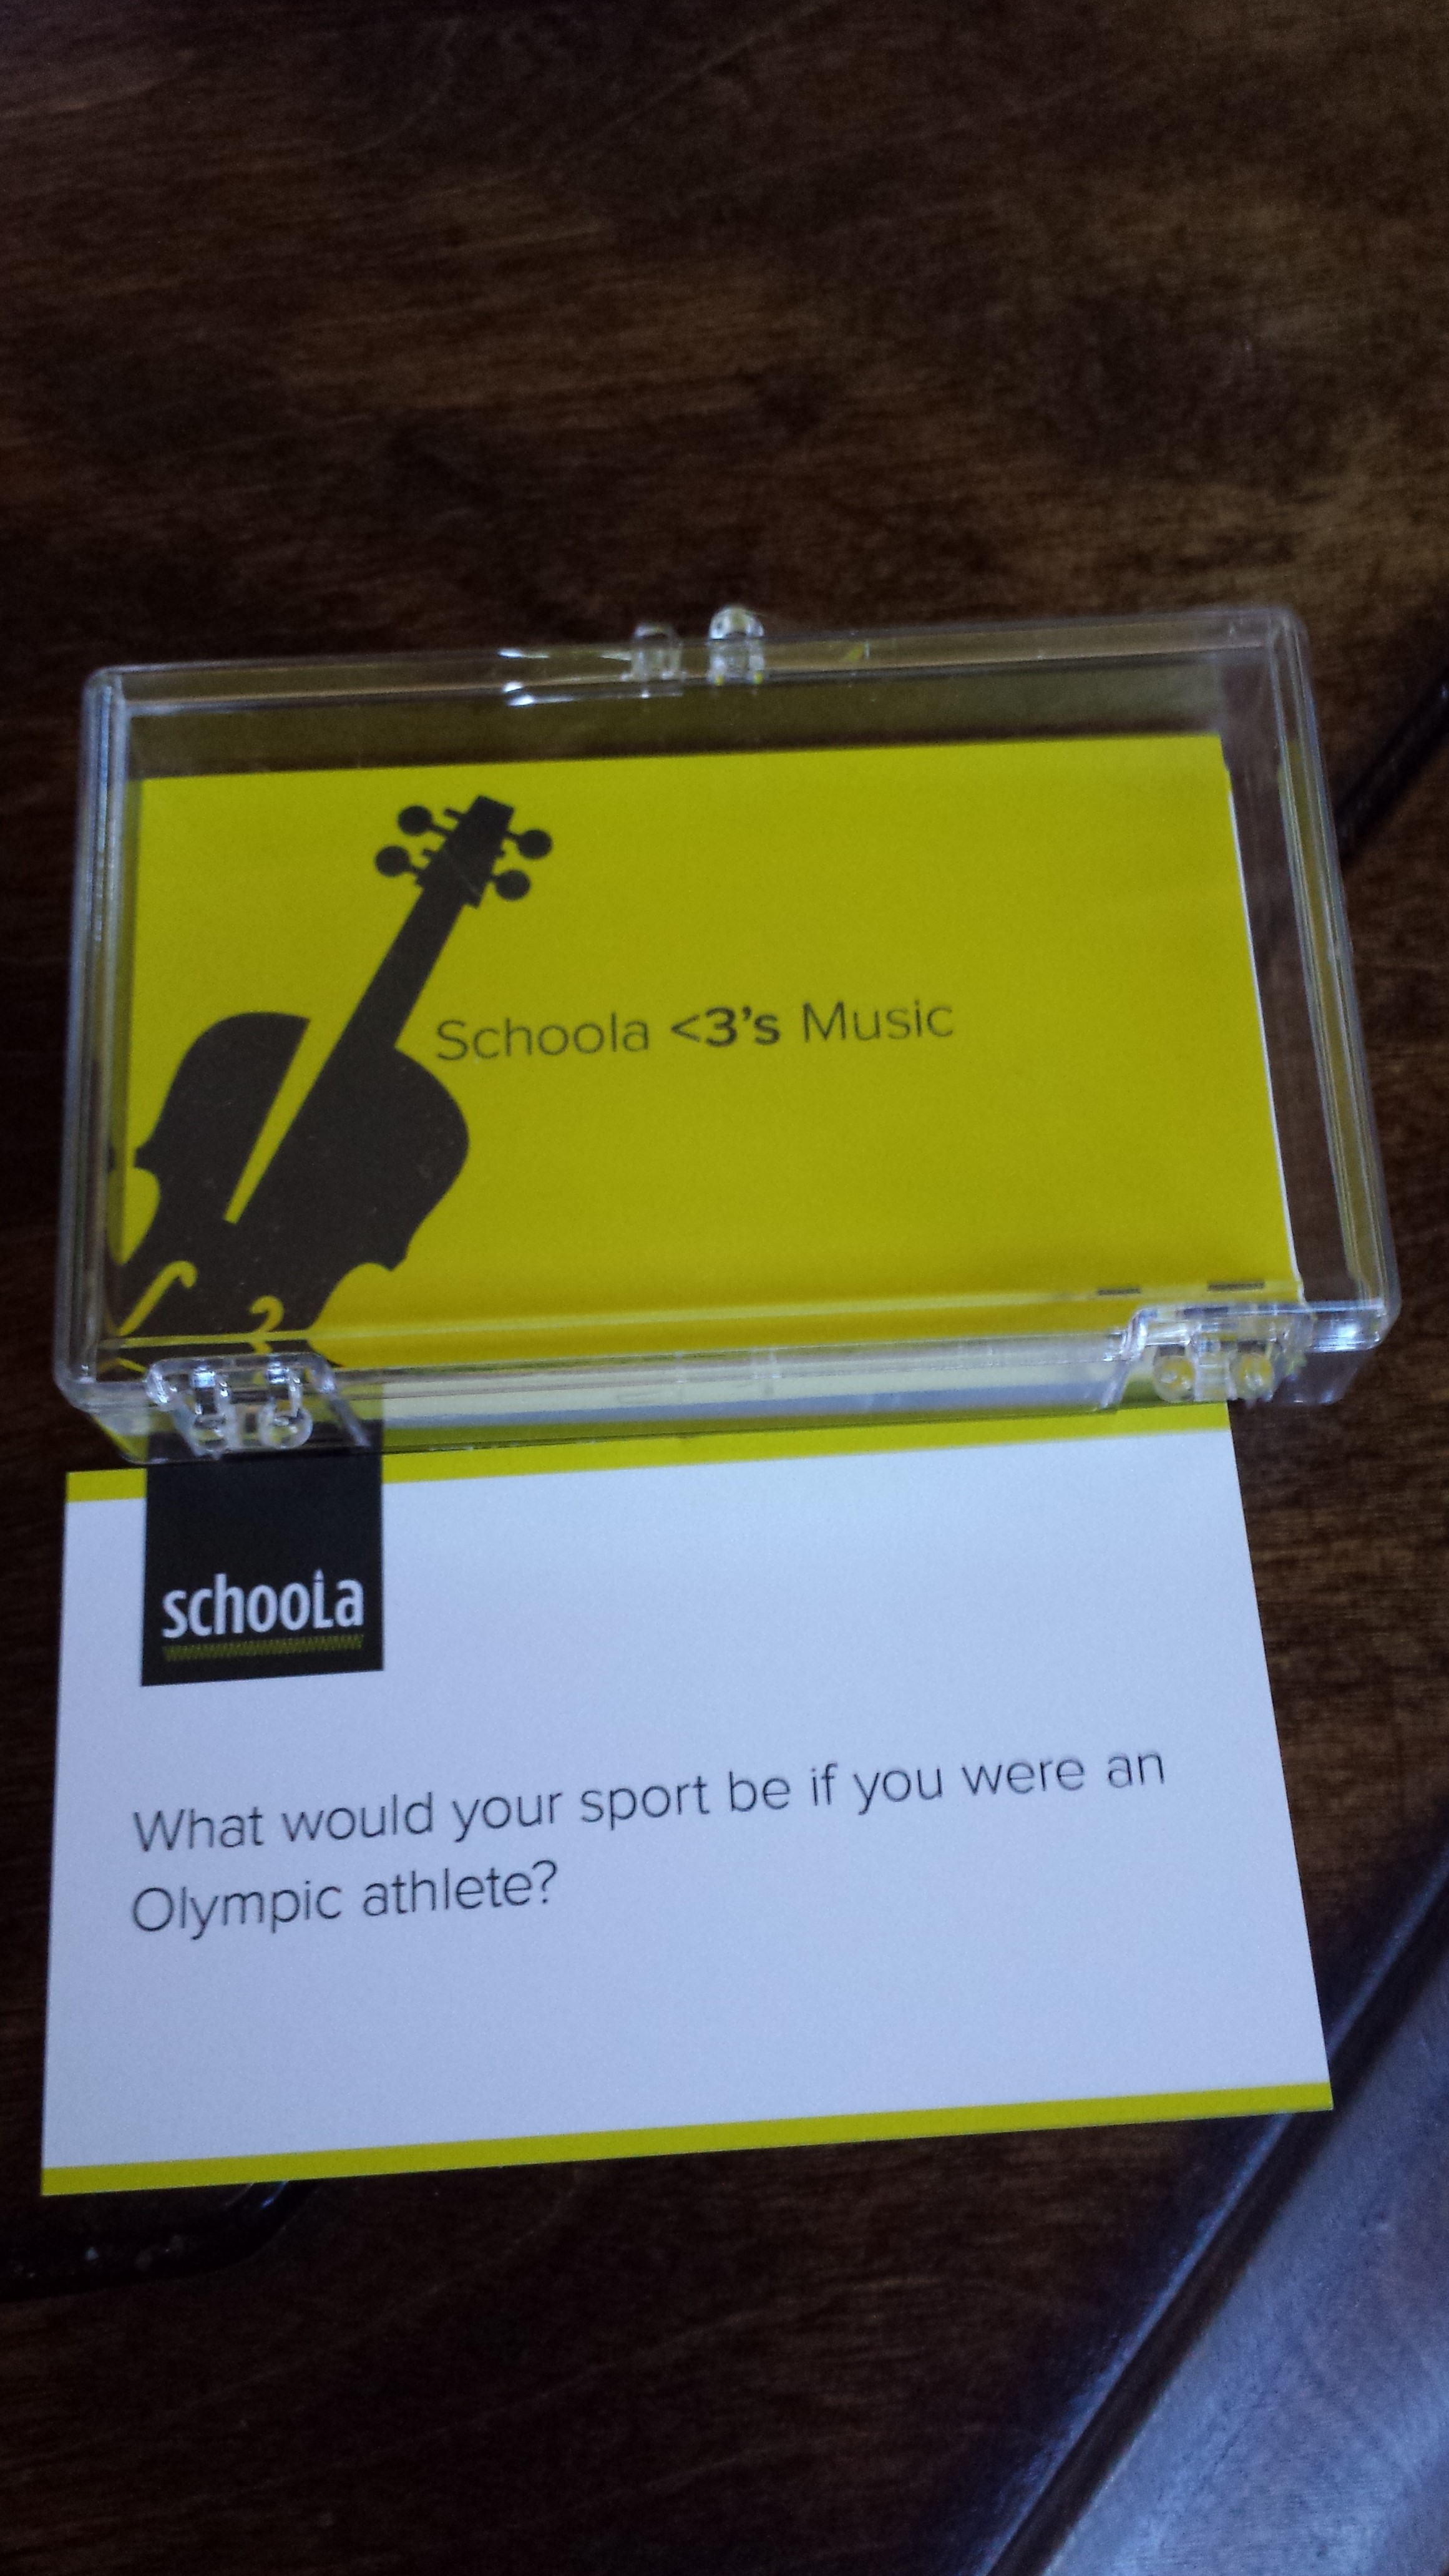 Schoola <3's Music
schooLa
What would your sport be if you were an
Olympic athlete?